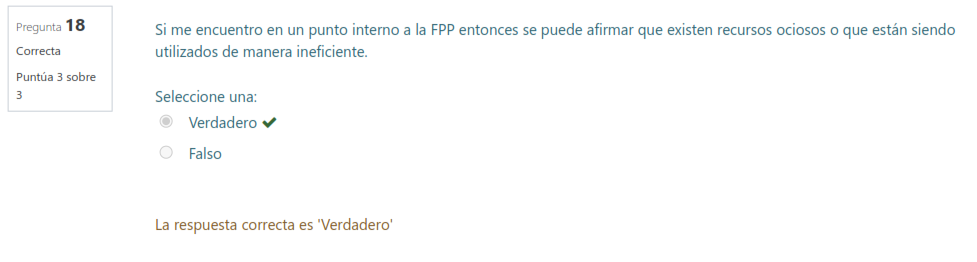 Pregunta 18
Correcta
Puntúa 3 sobre
3
Si me encuentro en un punto interno a la FPP entonces se puede afirmar que existen recursos ociosos o que están siendo
utilizados de manera ineficiente.
Seleccione una:
Verdadero
Falso
La respuesta correcta es 'Verdadero'